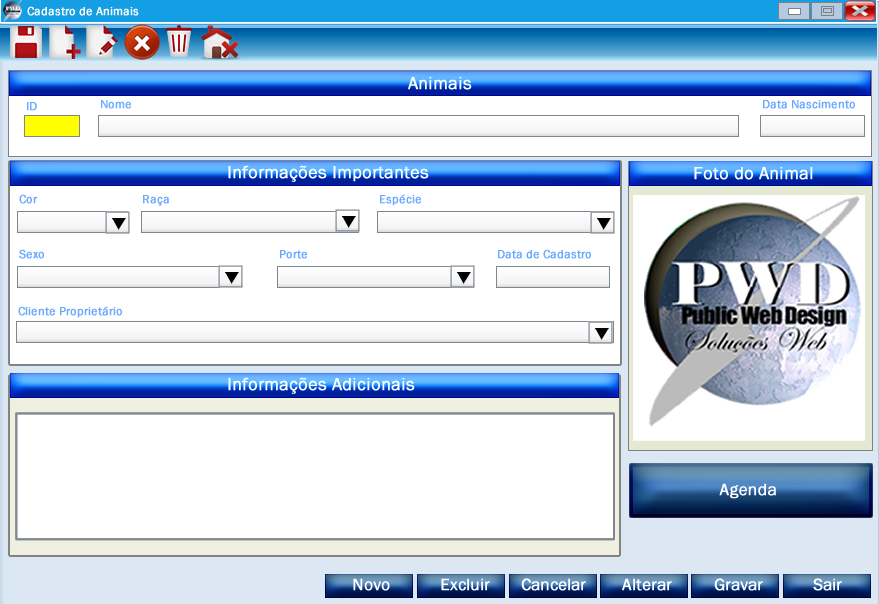 PWD
Cadastro de Animais
Animais
ID
Nome
Data Nascimento
Informações Importantes
Foto do Animal
Cor
Raça
Espécie
Sexo
Porte
Data de Cadastro
Cliente Proprietário
PWD
Public Web Design
Soluções Web
Informações Adicionais
Agenda
Novo
Excluir
Cancelar
Alterar
Gravar
Sair